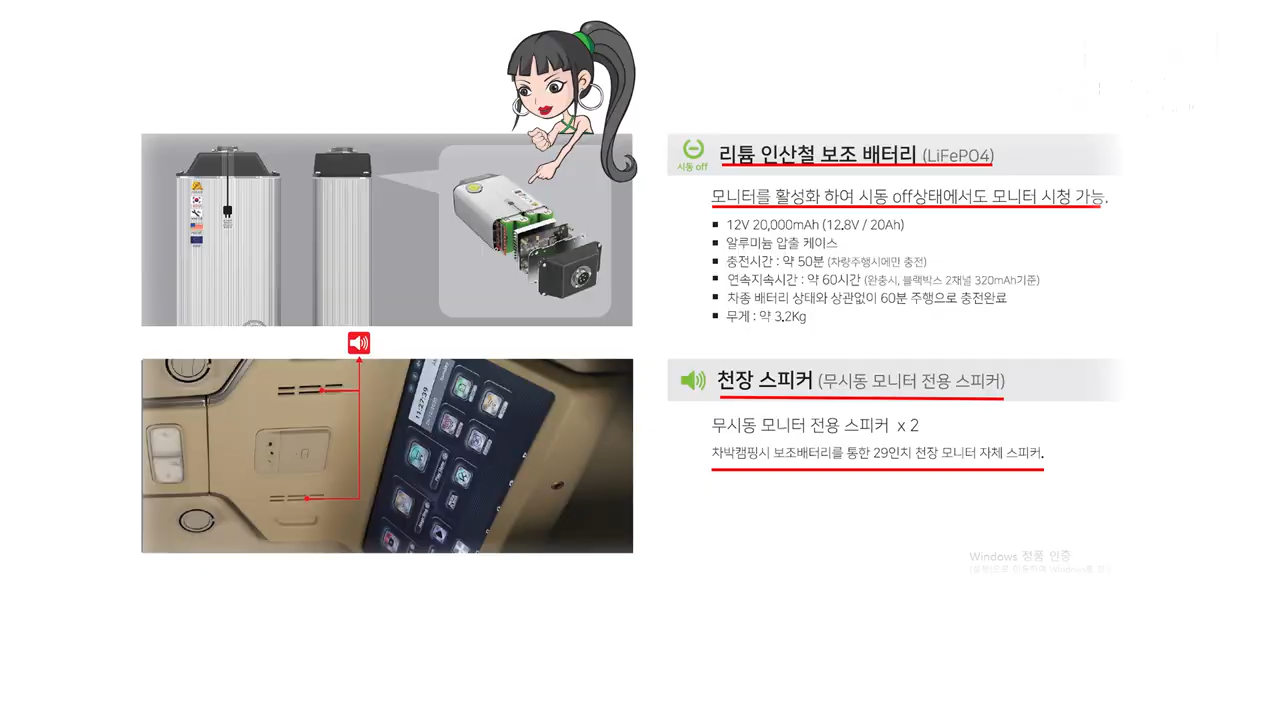 시동 off
리튬 인산철 보조 배터리 (LiFePO4)
모니터를 활성화 하여 시동 off상태에서도 모니터 시청 가능.
▪ 12V 20,000mAh (12.8V / 20Ah)
▪ 알루미늄 압출 케이스
▪ 충전시간 : 약 50분 (차량주행시에만 충전)
▪ 연속지속시간 : 약 60시간 (완충시, 블랙박스 2채널 320mAh기준)
▪ 차종 배터리 상태와 상관없이 60분 주행으로 충전완료
▪ 무게 : 약 3.2Kg
11:27:39
천장 스피커 (무시동 모니터 전용 스피커)
무시동 모니터 전용 스피커 x 2
차박캠핑시 보조배터리를 통한 29인치 천장 모니터 자체 스피커.
Windows 정품 인증